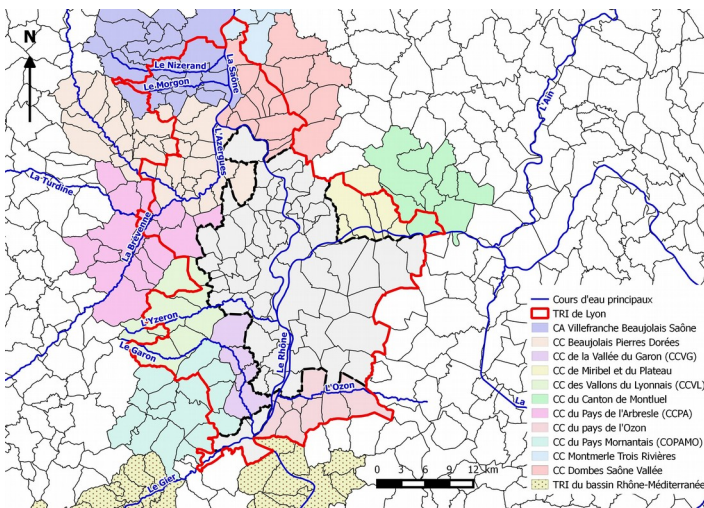 N
Le Nizerand
Le Morgon
La Saône
L'Azergues
L'Ain
La Turdine
La Brévenne
L'Yzeron
Le Garon
Le Rhône
L'Ozon
La
Le Gier
0 3 6 9 12 km
Cours d'eau principaux
TRI de Lyon
CA Villefranche Beaujolais Saône
CC Beaujolais Pierres Dorées
CC de la Vallée du Garon (CCVG)
CC de Miribel et du Plateau
CC des Vallons du Lyonnais (CCVL)
CC du Canton de Montluel
CC du Pays de l'Arbresle (CCPA)
CC du pays de l'Ozon
CC du Pays Mornantais (COPAMO)
CC Montmerle Trois Rivières
CC Dombes Saône Vallée
TRI du bassin Rhône-Méditerranée